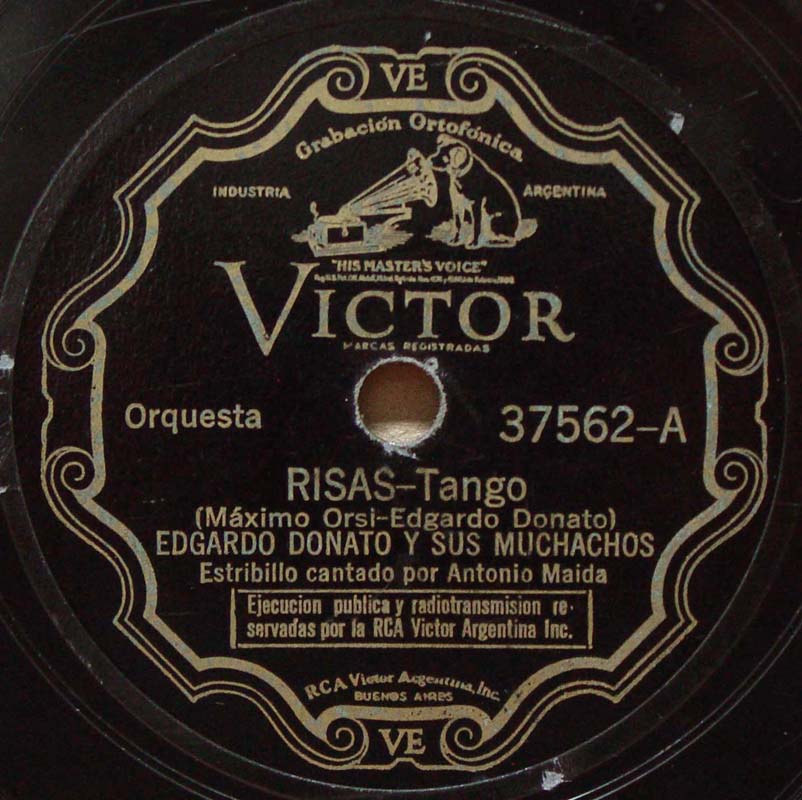 VE
Grabación Ortofónica
INDUSTRIA ARGENTINA
"HIS MASTER'S VOICE"
VICTOR
MARCAS REGISTRADAS
Orquesta 37562-A
RISAS-Tango
(Máximo Orsi-Edgardo Donato)
EDGARDO DONATO Y SUS MUCHACHOS
Estribillo cantado por Antonio Maida
Ejecucion publica y radiotransmision re-
servadas por la RCA Victor Argentina Inc.
RCA Victor Argentina, Inc.
BUENOS AIRES
VE